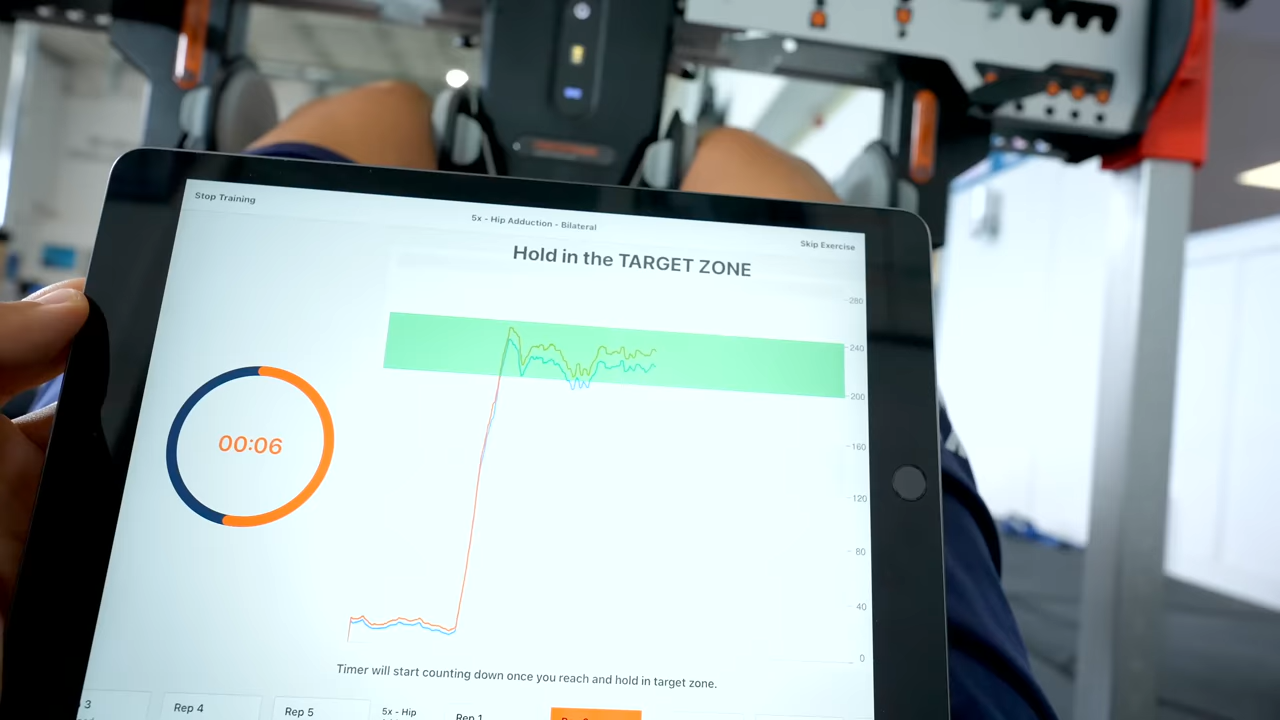 Stop Training
5x - Hip Adduction - Bilateral
Skip Exercise
Hold in the TARGET ZONE
280
240
200
160
120
80
40
0
00:06
Timer will start counting down once you reach and hold in target zone.
3
Rep 4
Rep 5
5x - Hip
Rep 1